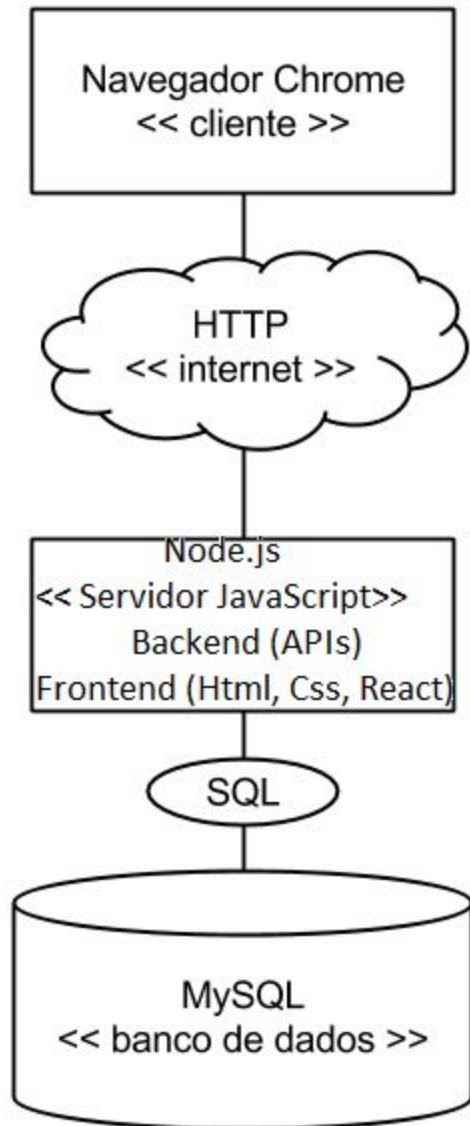 Navegador Chrome
<< cliente >>
HTTP
<< internet >>
Node.js
<< Servidor JavaScript>>
Backend (APIs)
Frontend (Html, Css, React)
SQL
MySQL
<< banco de dados >>